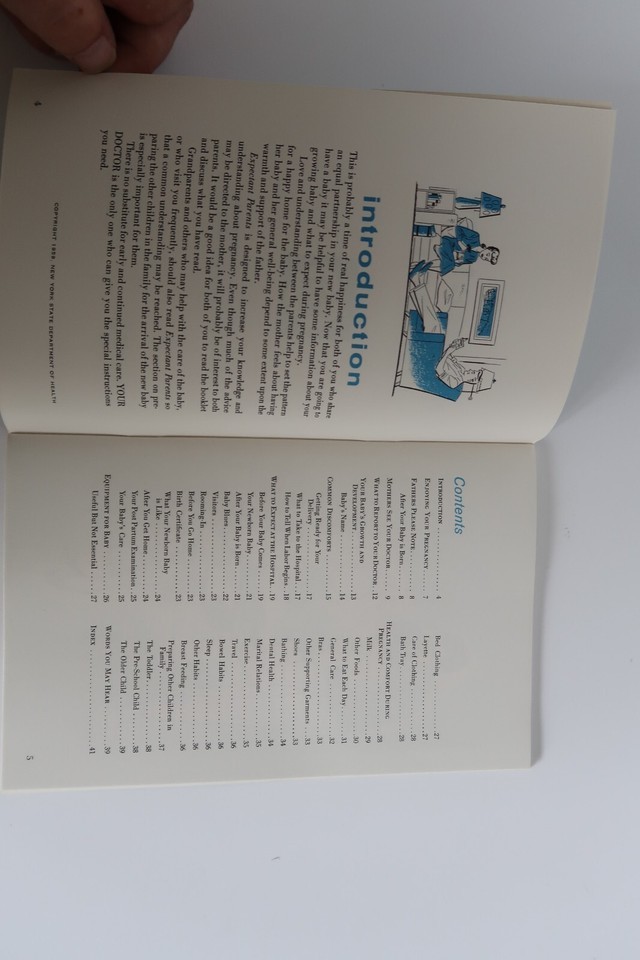 introduction
This is probably a time of real happiness for both of you who share
an equal partnership in your new baby. Now that you are going to
have a baby it may be helpful to have some information about your
growing baby and what to expect during pregnancy.
Love and understanding between the parents help to set the pattern
for a happy home for the baby. How the mother feels about having
her baby and her general well-being depend to some extent upon the
warmth and support of the father.
Expectant Parents is designed to increase your knowledge and
understanding about pregnancy. Even though much of the advice
may be directed to the mother, it will probably be of interest to both
parents. It would be a good idea for both of you to read the booklet
and discuss what you have read.
Grandparents and others who may help with the care of the baby,
or who visit you frequently, should also read Expectant Parents so
that a common understanding may be reached. The section on pre-
paring the other children in the family for the arrival of the new baby
is especially important for them.
There is no substitute for early and continued medical care. YOUR
DOCTOR is the only one who can give you the special instructions
you need.
COPYRIGHT 1959, NEW YORK STATE DEPARTMENT OF HEALTH
4
Contents
INTRODUCTION . . . . . . . . . . . 4
ENJOYING YOUR PREGNANCY . 7
FATHERS PLEASE NOTE . . . . . 8
After Your Baby is Born . . . 8
MOTHERS SEE YOUR DOCTOR . . 9
WHAT TO REPORT TO YOUR DOCTOR . . 12
YOUR BABY'S GROWTH AND
DEVELOPMENT . . . . . . . . . . 13
Baby's Name . . . . . . . . . . 14
COMMON DISCOMFORTS . . . . . . 15
Getting Ready for Your
Delivery . . . . . . . . . . . 17
What to Take to the Hospital . 17
How to Tell When Labor Begins . 18
WHAT TO EXPECT AT THE HOSPITAL . 19
Before Your Baby Comes . . . 19
Your Newborn Baby . . . . . . 21
After Your Baby is Born . . . . 21
Baby Blues . . . . . . . . . . . 22
Visitors . . . . . . . . . . . . . 23
Rooming-In . . . . . . . . . . . 23
Before You Go Home . . . . . . 23
Birth Certificate . . . . . . . . 23
What Your Newborn Baby
is Like . . . . . . . . . . . . . 24
After You Get Home . . . . . . 24
Your Post Partum Examination . 25
Your Baby's Care . . . . . . . . 25
EQUIPMENT FOR BABY . . . . . . 26
Useful But Not Essential . . . . 27
Bed Clothing . . . . . . . . . . 27
Layette . . . . . . . . . . . . . 27
Care of Clothing . . . . . . . . 28
Bath Tray . . . . . . . . . . . . 28
HEALTH AND COMFORT DURING
PREGNANCY . . . . . . . . . . . 28
Milk . . . . . . . . . . . . . . . 29
Other Foods . . . . . . . . . . . 30
What to Eat Each Day . . . . . 31
General Care . . . . . . . . . . 32
Bras . . . . . . . . . . . . . . . 33
Other Supporting Garments . . 33
Shoes . . . . . . . . . . . . . . 33
Bathing . . . . . . . . . . . . . 34
Dental Health . . . . . . . . . . 34
Marital Relations . . . . . . . . 35
Exercise . . . . . . . . . . . . . 35
Travel . . . . . . . . . . . . . . 36
Bowel Habits . . . . . . . . . . 36
Sleep . . . . . . . . . . . . . . 36
Other Habits . . . . . . . . . . 36
Breast Feeding . . . . . . . . . 36
Preparing Other Children in
Family . . . . . . . . . . . . . 37
The Toddler . . . . . . . . . . . 38
The Pre-School Child . . . . . . 38
The Older Child . . . . . . . . . 39
WORDS YOU MAY HEAR . . . . . 39
INDEX . . . . . . . . . . . . . . 41
5